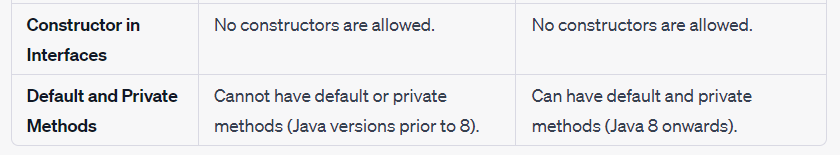 Constructor in Interfaces
No constructors are allowed.
No constructors are allowed.
Default and Private Methods
Cannot have default or private methods (Java versions prior to 8).
Can have default and private methods (Java 8 onwards).